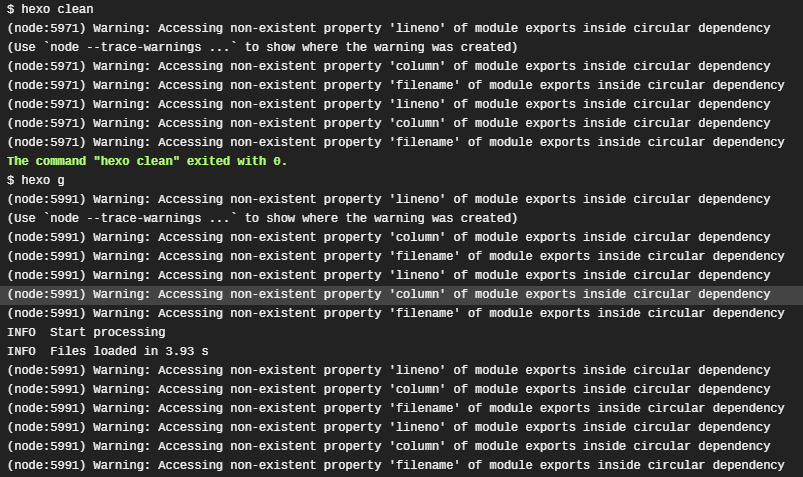 $ hexo clean
(node:5971) Warning: Accessing non-existent property 'lineno' of module exports inside circular dependency
(Use `node --trace-warnings ...` to show where the warning was created)
(node:5971) Warning: Accessing non-existent property 'column' of module exports inside circular dependency
(node:5971) Warning: Accessing non-existent property 'filename' of module exports inside circular dependency
(node:5971) Warning: Accessing non-existent property 'lineno' of module exports inside circular dependency
(node:5971) Warning: Accessing non-existent property 'column' of module exports inside circular dependency
(node:5971) Warning: Accessing non-existent property 'filename' of module exports inside circular dependency
The command "hexo clean" exited with 0.
$ hexo g
(node:5991) Warning: Accessing non-existent property 'lineno' of module exports inside circular dependency
(Use `node --trace-warnings ...` to show where the warning was created)
(node:5991) Warning: Accessing non-existent property 'column' of module exports inside circular dependency
(node:5991) Warning: Accessing non-existent property 'filename' of module exports inside circular dependency
(node:5991) Warning: Accessing non-existent property 'lineno' of module exports inside circular dependency
(node:5991) Warning: Accessing non-existent property 'column' of module exports inside circular dependency
(node:5991) Warning: Accessing non-existent property 'filename' of module exports inside circular dependency
INFO  Start processing
INFO  Files loaded in 3.93 s
(node:5991) Warning: Accessing non-existent property 'lineno' of module exports inside circular dependency
(node:5991) Warning: Accessing non-existent property 'column' of module exports inside circular dependency
(node:5991) Warning: Accessing non-existent property 'filename' of module exports inside circular dependency
(node:5991) Warning: Accessing non-existent property 'lineno' of module exports inside circular dependency
(node:5991) Warning: Accessing non-existent property 'column' of module exports inside circular dependency
(node:5991) Warning: Accessing non-existent property 'filename' of module exports inside circular dependency